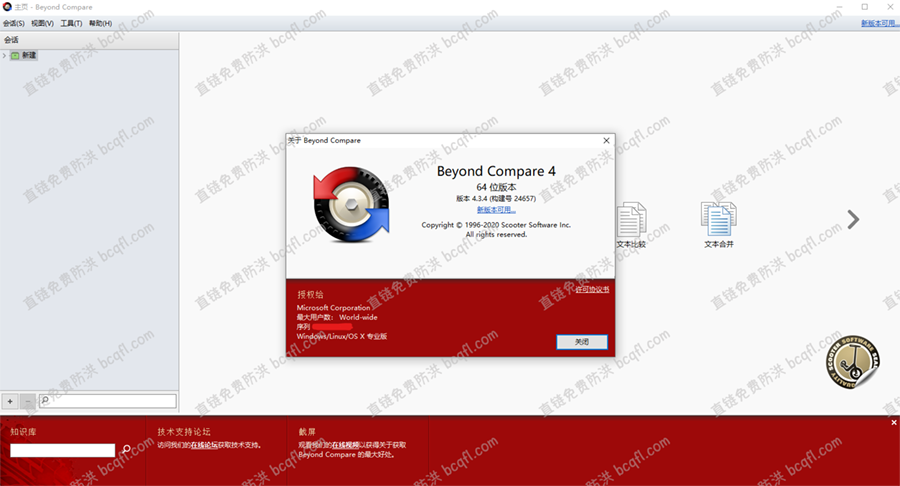 主页 - Beyond Compare
会话(S) 视图(V) 工具(T) 帮助(H)
新版本可用...
会话
新建
关于 Beyond Compare
Beyond Compare 4
64 位版本
版本 4.3.4 (构建号 24657)
新版本可用...
Copyright © 1996-2020 Scooter Software Inc.
All rights reserved.
文本比较
文本合并
授权给
许可协议书
Microsoft Corporation
最大用户数： World-wide
序列
Windows/Linux/OS X 专业版
关闭
SCOOTER SOFTWARE SEAL
QUALITY
知识库
技术支持论坛
访问我们的在线论坛获取技术支持。
截屏
观看我们的在线视频以获得关于获取
Beyond Compare 的最大好处。
直链免费防洪 bcqfl.com